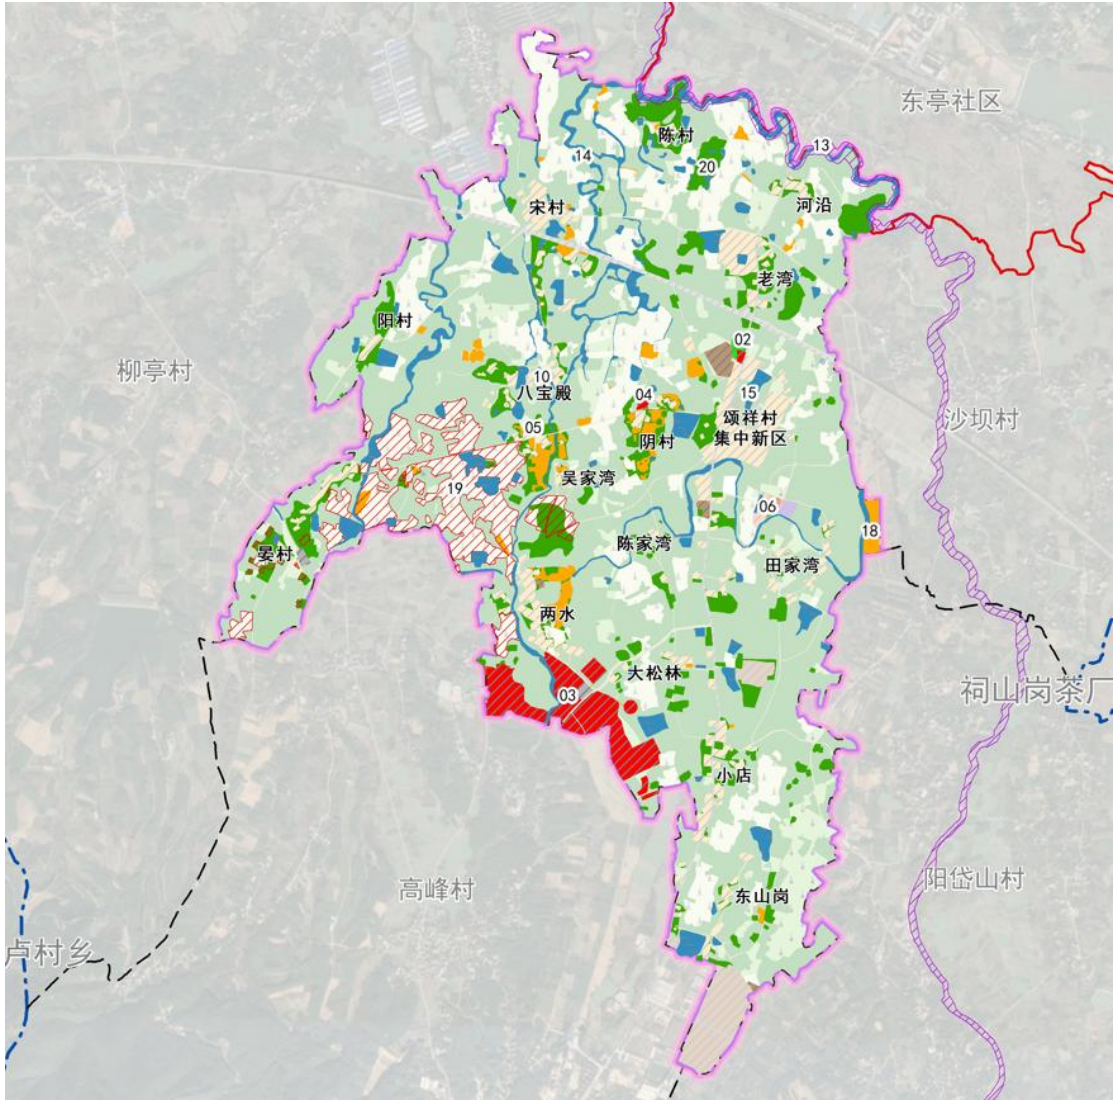 东亭社区
陈村
13
14
20
宋村
河沿
老湾
阳村
02
柳亭村
10
八宝殿
04
15
沙坝村
颂祥村
集中新区
05
阴村
吴家湾
19
06
18
陈家湾
晏村
田家湾
两水
大松林
03
祠山岗茶厂
小店
高峰村
阳岱山村
东山岗
卢村乡